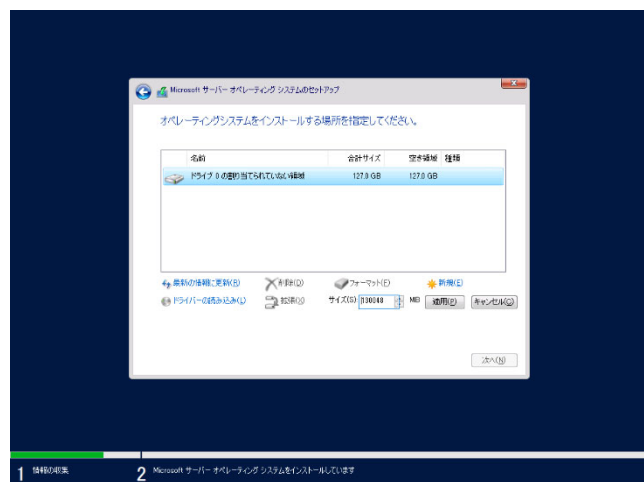 Microsoft サーバー オペレーティング システムのセットアップ
オペレーティングシステムをインストールする場所を指定してください。
名前 合計サイズ 空き領域 種類
ドライブ 0 の割り当てられていない領域 127.0 GB 127.0 GB
最新の情報に更新(R) 削除(D) フォーマット(F) 新規(E)
ドライバーの読み込み(L) 拡張(X) サイズ(S) 130048 MB 適用(P) キャンセル(C)
次へ(N)
1 情報の収集 2 Microsoft サーバー オペレーティング システムをインストールしています